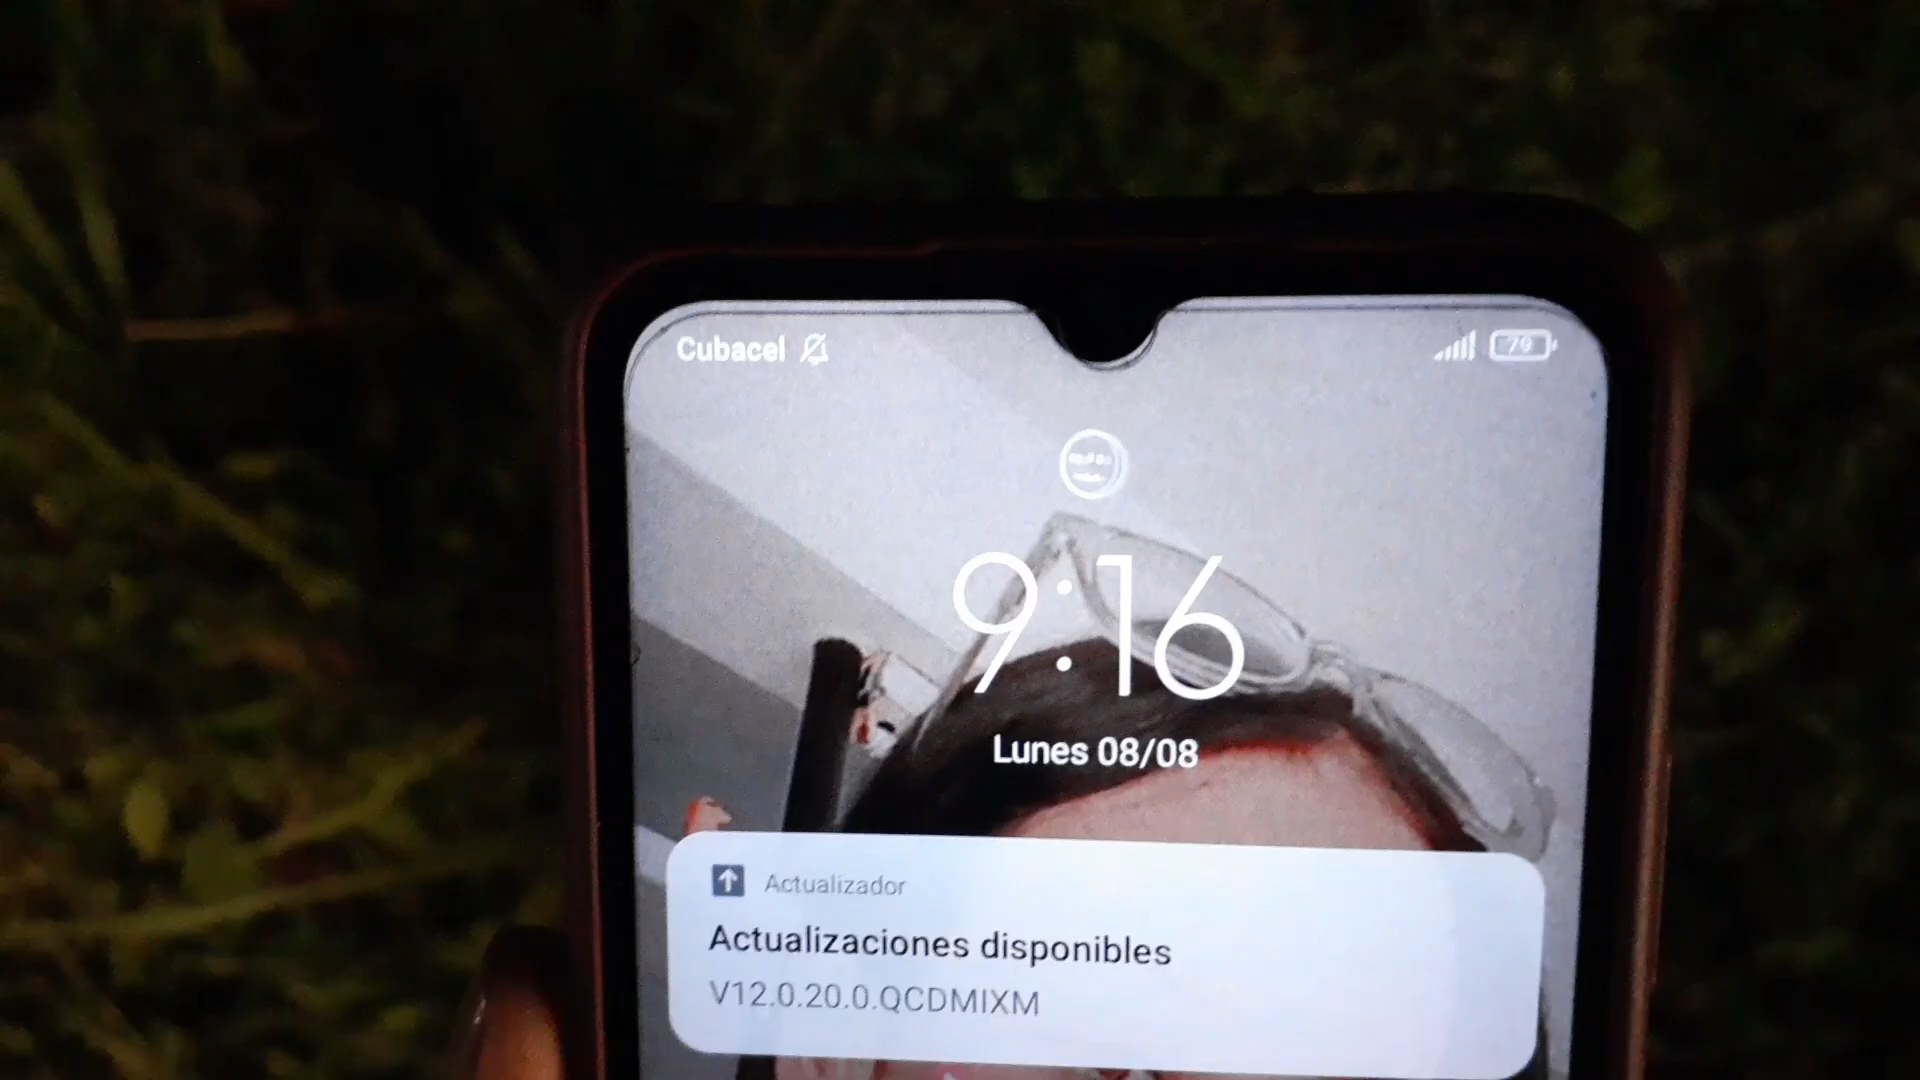 Cubacel
79
9:16
Lunes 08/08
Actualizador
Actualizaciones disponibles
V12.0.20.0.QCDMIXM